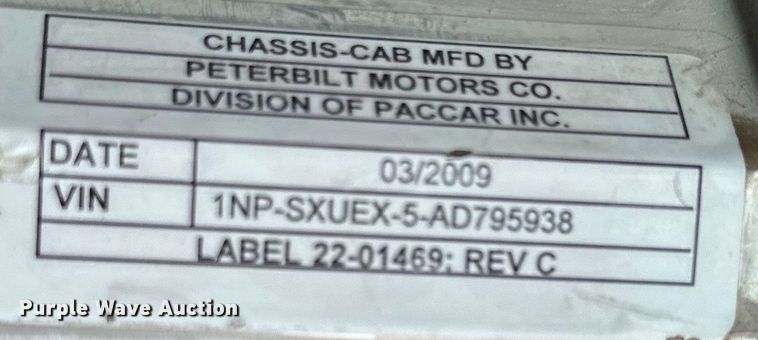 CHASSIS-CAB MFD BY
PETERBILT MOTORS CO.
DIVISION OF PACCAR INC.
DATE 03/2009
VIN 1NP-SXUEX-5-AD795938
LABEL 22-01469; REV C
Purple Wave Auction